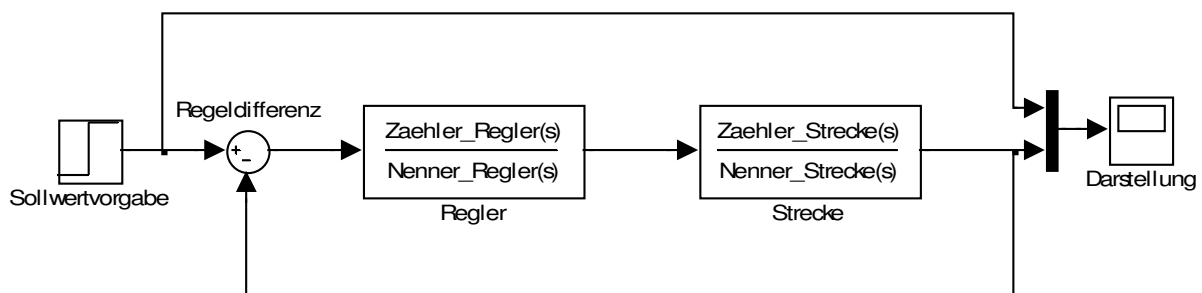 Regeldifferenz
Sollwertvorgabe
+
−
Zaehler_Regler(s)
Nenner_Regler(s)
Regler
Zaehler_Strecke(s)
Nenner_Strecke(s)
Strecke
Darstellung